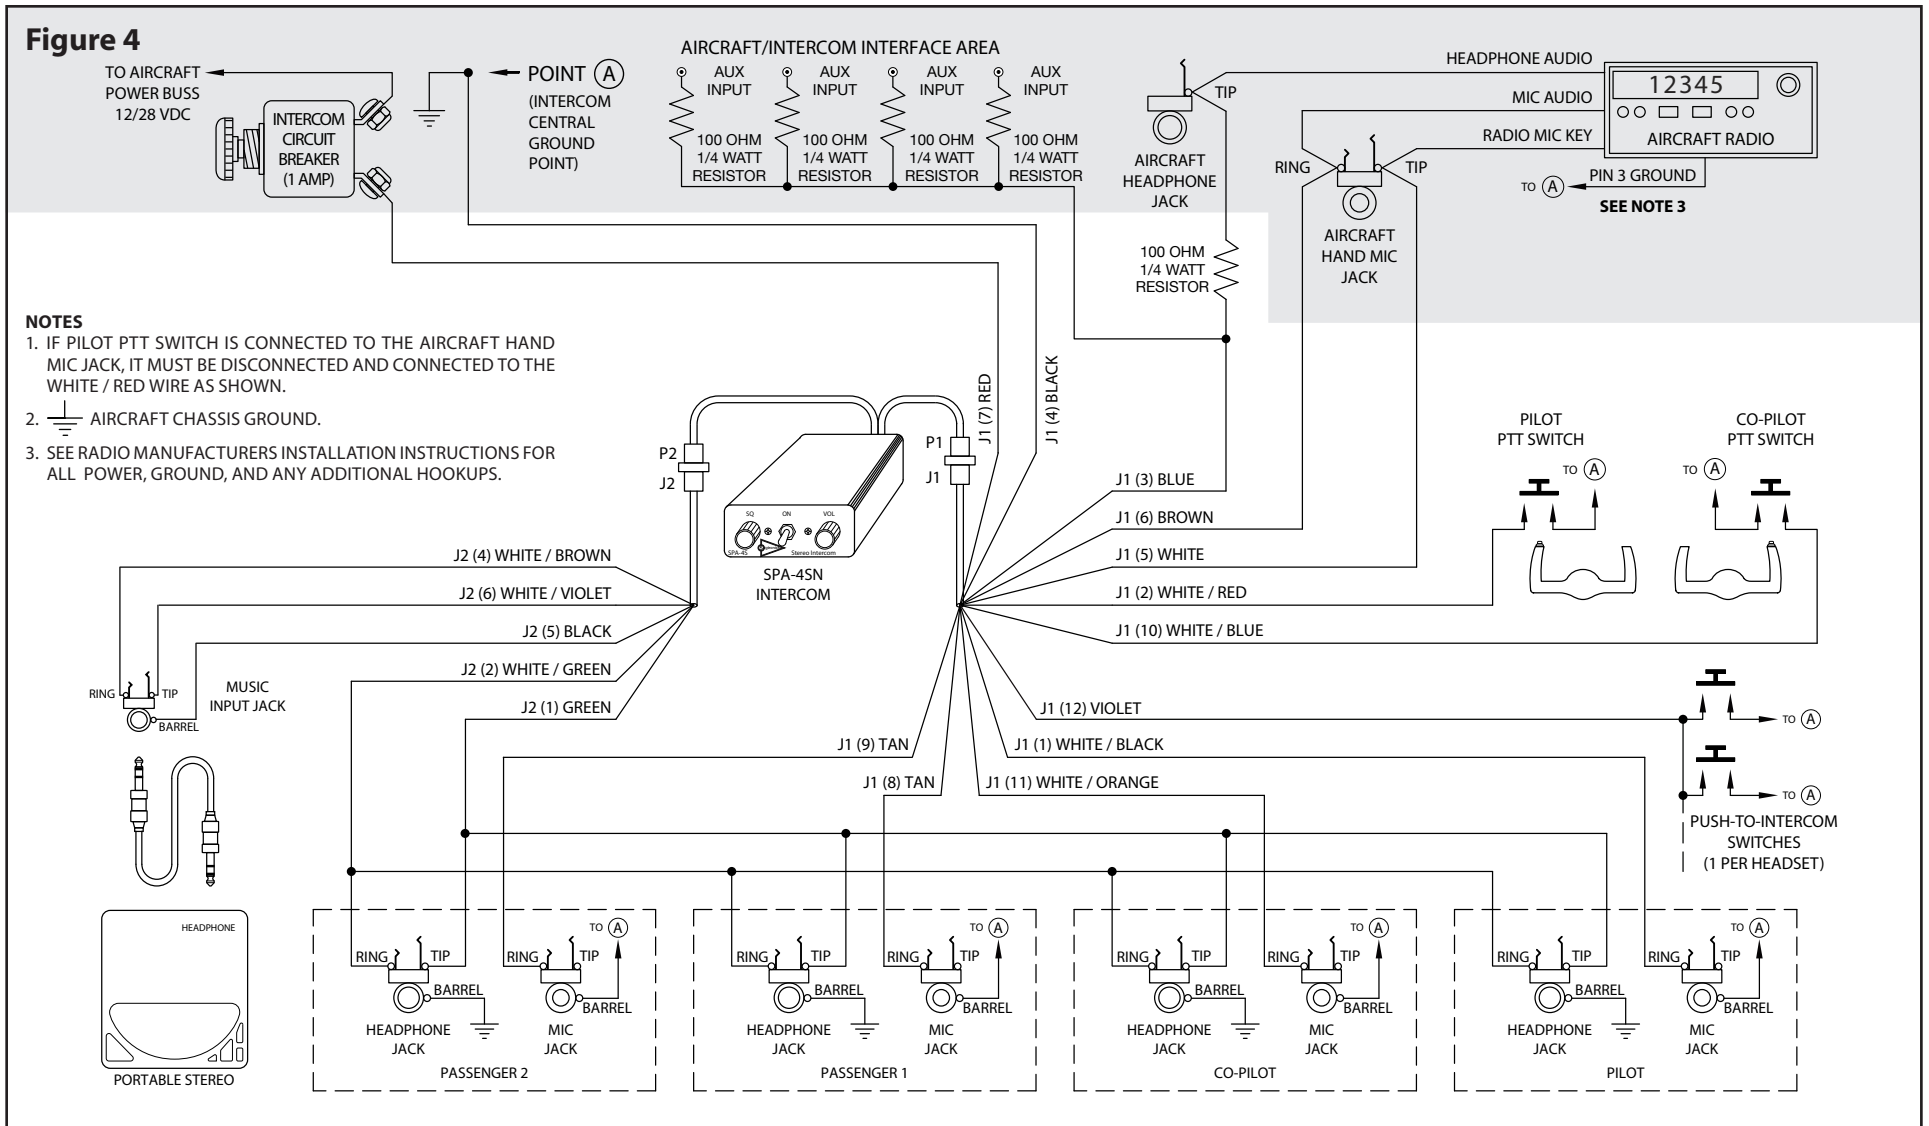 Figure 4
TO AIRCRAFT
POWER BUSS
12/28 VDC
INTERCOM
CIRCUIT
BREAKER
(1 AMP)
POINT A
(INTERCOM
CENTRAL
GROUND
POINT)
AIRCRAFT/INTERCOM INTERFACE AREA
AUX
INPUT
AUX
INPUT
AUX
INPUT
AUX
INPUT
100 OHM
1/4 WATT
RESISTOR
100 OHM
1/4 WATT
RESISTOR
100 OHM
1/4 WATT
RESISTOR
100 OHM
1/4 WATT
RESISTOR
TIP
AIRCRAFT
HEADPHONE
JACK
HEADPHONE AUDIO
MIC AUDIO
RADIO MIC KEY
12345
AIRCRAFT RADIO
PIN 3 GROUND
TO A
SEE NOTE 3
RING
TIP
AIRCRAFT
HAND MIC
JACK
100 OHM
1/4 WATT
RESISTOR
NOTES
1. IF PILOT PTT SWITCH IS CONNECTED TO THE AIRCRAFT HAND
MIC JACK, IT MUST BE DISCONNECTED AND CONNECTED TO THE
WHITE / RED WIRE AS SHOWN.
2. AIRCRAFT CHASSIS GROUND.
3. SEE RADIO MANUFACTURERS INSTALLATION INSTRUCTIONS FOR
ALL POWER, GROUND, AND ANY ADDITIONAL HOOKUPS.
P2
J2
P1
J1
SQ
ON
VOL
SPA-4S
Stereo Intercom
SPA-4SN
INTERCOM
J1 (7) RED
J1 (4) BLACK
J1 (3) BLUE
J1 (6) BROWN
J1 (5) WHITE
J1 (2) WHITE / RED
J1 (10) WHITE / BLUE
PILOT
PTT SWITCH
TO A
CO-PILOT
PTT SWITCH
TO A
J2 (4) WHITE / BROWN
J2 (6) WHITE / VIOLET
J2 (5) BLACK
J2 (2) WHITE / GREEN
J2 (1) GREEN
RING
TIP
BARREL
MUSIC
INPUT JACK
J1 (12) VIOLET
J1 (9) TAN
J1 (1) WHITE / BLACK
J1 (8) TAN
J1 (11) WHITE / ORANGE
TO A
TO A
PUSH-TO-INTERCOM
SWITCHES
(1 PER HEADSET)
HEADPHONE
PORTABLE STEREO
RING
TIP
BARREL
HEADPHONE
JACK
RING
TIP
TO A
BARREL
MIC
JACK
PASSENGER 2
RING
TIP
BARREL
HEADPHONE
JACK
RING
TIP
TO A
BARREL
MIC
JACK
PASSENGER 1
RING
TIP
BARREL
HEADPHONE
JACK
RING
TIP
TO A
BARREL
MIC
JACK
CO-PILOT
RING
TIP
BARREL
HEADPHONE
JACK
RING
TIP
TO A
BARREL
MIC
JACK
PILOT